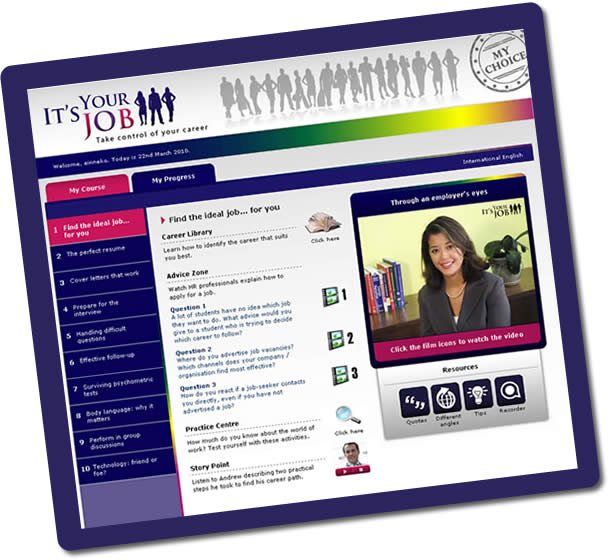 IT'S YOUR JOB
Take control of your career
MY CHOICE
Welcome, einneko. Today is 22nd March 2010.
International English
My Course
My Progress
1 Find the ideal job...
for you
2 The perfect resume
3 Cover letters that work
4 Prepare for the
interview
5 Handling difficult
questions
6 Effective follow-up
7 Surviving psychometric
tests
8 Body language: why it
matters
9 Perform in group
discussions
10 Technology: friend or
foe?
Find the ideal job... for you
Career Library
Learn how to identify the career that suits
you best.
Click here
Advice Zone
Watch HR professionals explain how to
apply for a job.
Question 1
A lot of students have no idea which job
they want to do. What advice would you
give to a student who is trying to decide
which career to follow?
1
Question 2
Where do you advertise job vacancies?
Which channels does your company /
organisation find most effective?
2
Question 3
How do you react if a job-seeker contacts
you directly, even if you have not
advertised a job?
3
Practice Centre
How much do you know about the world of
work? Test yourself with these activities.
Click here
Story Point
Listen to Andrew describing two practical
steps he took to find his career path.
Through an employer's eyes
IT'S YOUR JOB
Click the film icons to watch the video
Resources
Quotes
Different
angles
Tips
Recorder